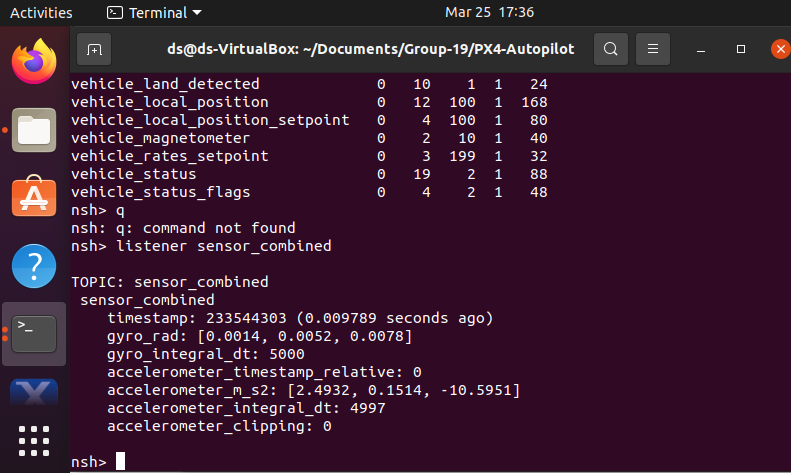 Activities Terminal Mar 25 17:36
ds@ds-VirtualBox: ~/Documents/Group-19/PX4-Autopilot
vehicle_land_detected 0 10 1 1 24
vehicle_local_position 0 12 100 1 168
vehicle_local_position_setpoint 0 4 100 1 80
vehicle_magnetometer 0 2 10 1 40
vehicle_rates_setpoint 0 3 199 1 32
vehicle_status 0 19 2 1 88
vehicle_status_flags 0 4 2 1 48
nsh> q
nsh: q: command not found
nsh> listener sensor_combined
TOPIC: sensor_combined
sensor_combined
timestamp: 233544303 (0.009789 seconds ago)
gyro_rad: [0.0014, 0.0052, 0.0078]
gyro_integral_dt: 5000
accelerometer_timestamp_relative: 0
accelerometer_m_s2: [2.4932, 0.1514, -10.5951]
accelerometer_integral_dt: 4997
accelerometer_clipping: 0
nsh>